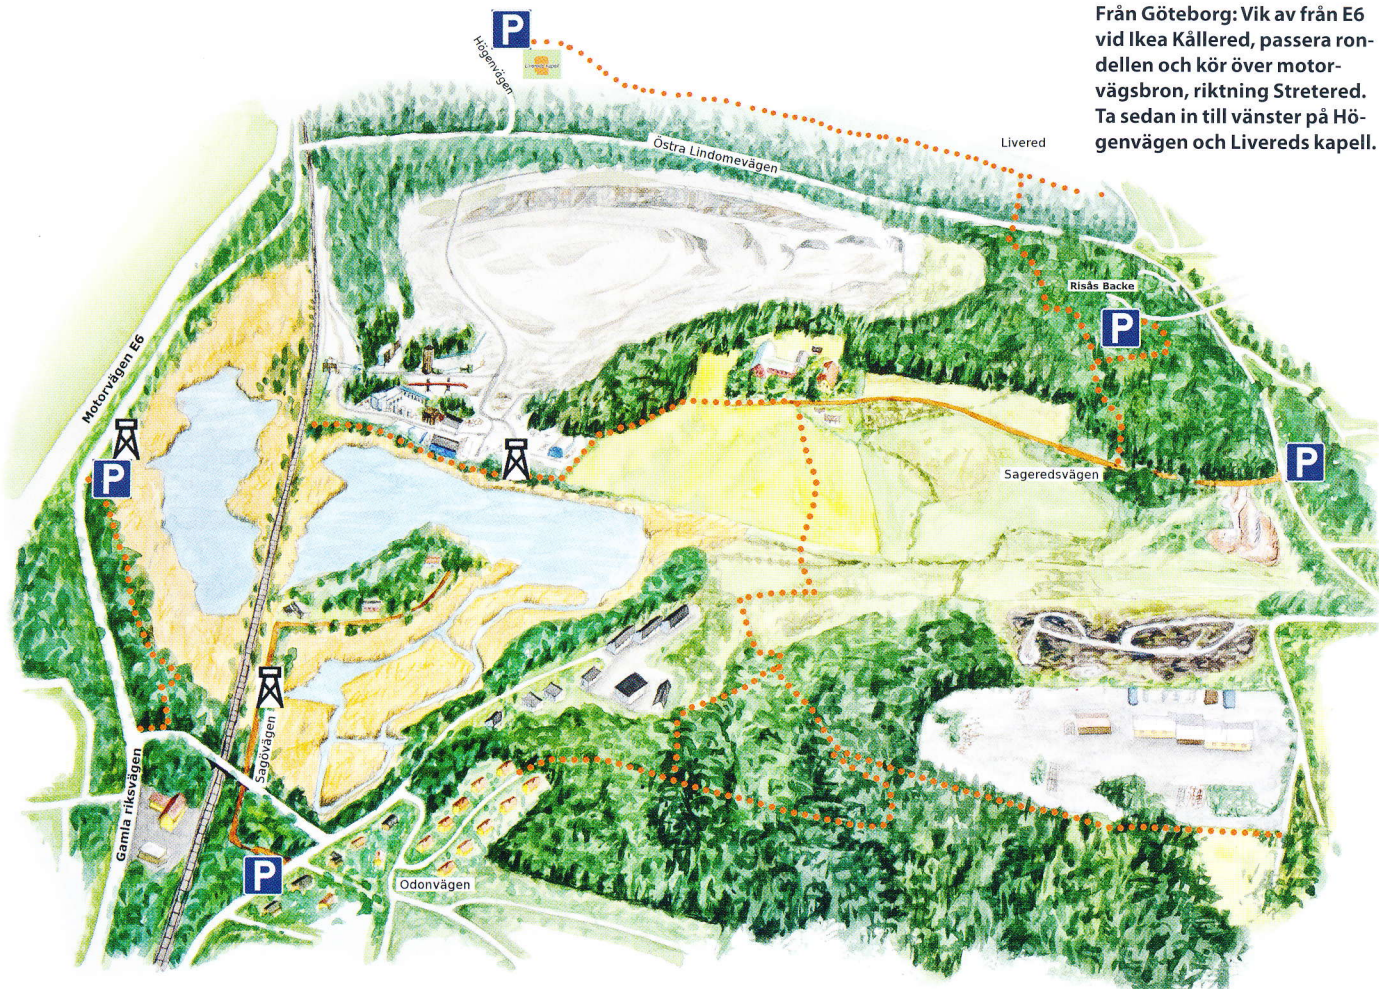 Från Göteborg: Vik av från E6
vid Ikea Kållered, passera ron-
dellen och kör över motor-
vägsbron, riktning Stretered.
Ta sedan in till vänster på Hö-
genvägen och Livereds kapell.
P
Högenvägen
Livereds kapell
Östra Lindomevägen
Livered
Risås Backe
P
Motorvägen E6
P
P
Sageredsvägen
Sagövägen
Gamla riksvägen
P
Odonvägen